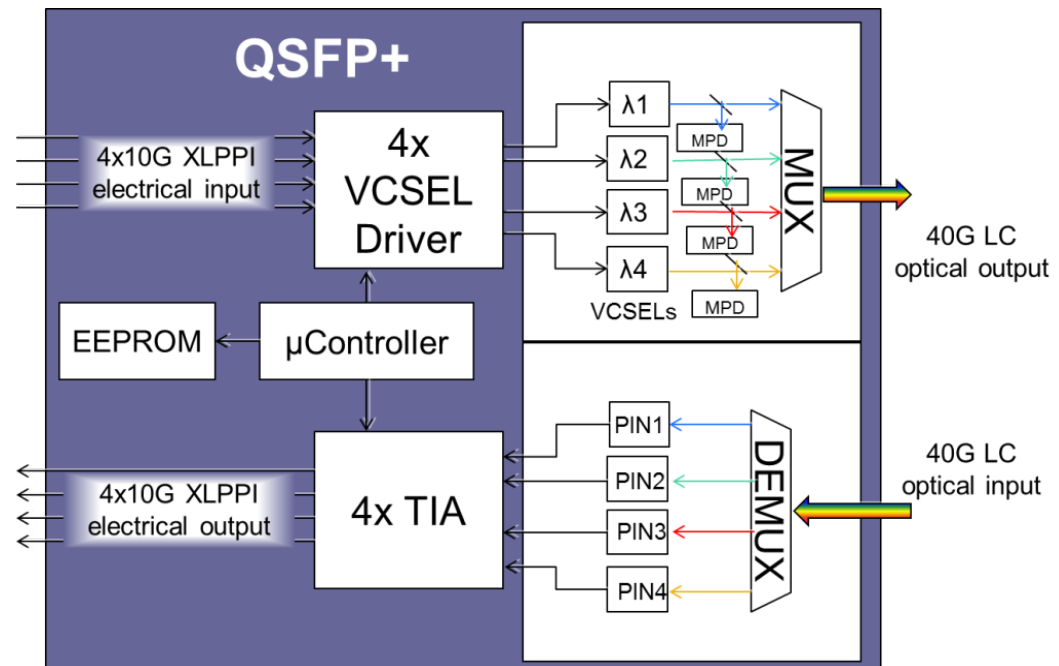 QSFP+
4x10G XLPPI
electrical input
4x
VCSEL
Driver
λ1
MPD
λ2
MPD
λ3
MPD
λ4
MPD
VCSELs
MUX
40G LC
optical output
EEPROM
µController
4x10G XLPPI
electrical output
4x TIA
PIN1
PIN2
PIN3
PIN4
DEMUX
40G LC
optical input